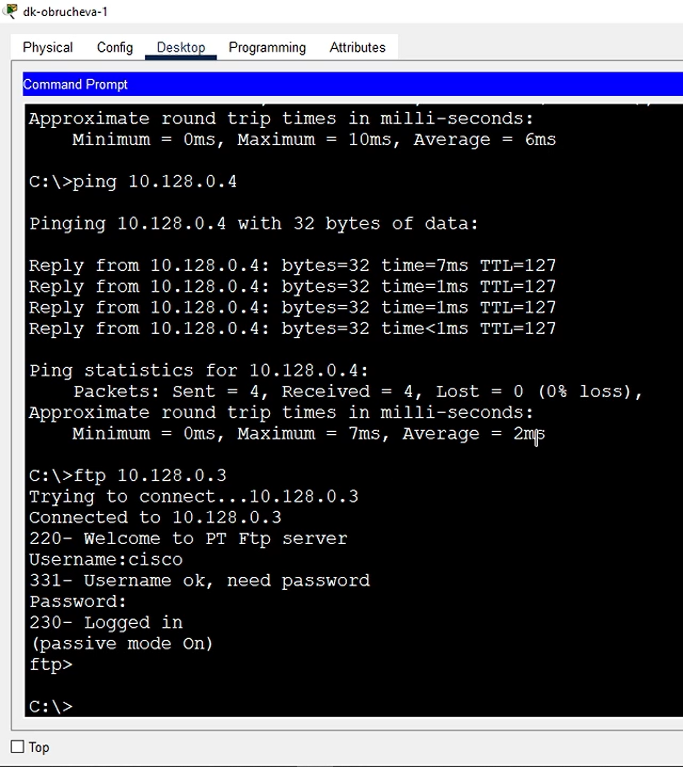 dk-obrucheva-1
Physical Config Desktop Programming Attributes
Command Prompt
Approximate round trip times in milli-seconds:
Minimum = 0ms, Maximum = 10ms, Average = 6ms
C:\>ping 10.128.0.4
Pinging 10.128.0.4 with 32 bytes of data:
Reply from 10.128.0.4: bytes=32 time=7ms TTL=127
Reply from 10.128.0.4: bytes=32 time=1ms TTL=127
Reply from 10.128.0.4: bytes=32 time=1ms TTL=127
Reply from 10.128.0.4: bytes=32 time<1ms TTL=127
Ping statistics for 10.128.0.4:
Packets: Sent = 4, Received = 4, Lost = 0 (0% loss),
Approximate round trip times in milli-seconds:
Minimum = 0ms, Maximum = 7ms, Average = 2ms
C:\>ftp 10.128.0.3
Trying to connect...10.128.0.3
Connected to 10.128.0.3
220- Welcome to PT Ftp server
Username:cisco
331- Username ok, need password
Password:
230- Logged in
(passive mode On)
ftp>
C:\>
Top